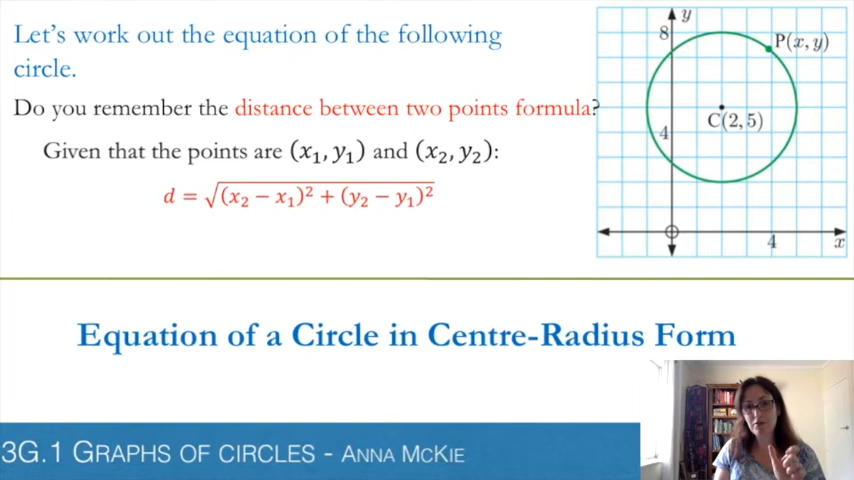 Let's work out the equation of the following
circle.
Do you remember the distance between two points formula?
Given that the points are (x₁, y₁) and (x₂, y₂):
d = √(x₂ − x₁)² + (y₂ − y₁)²
y
8
P(x, y)
C(2, 5)
4
4
x
Equation of a Circle in Centre-Radius Form
3G.1 GRAPHS OF CIRCLES - ANNA MCKIE